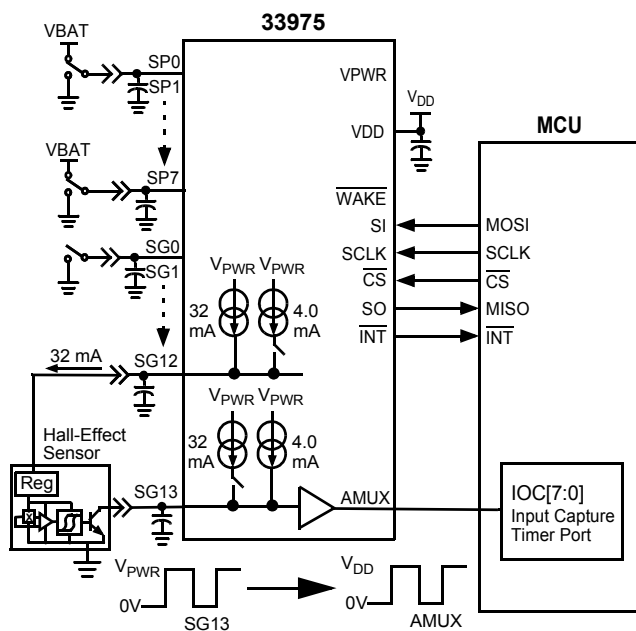 33975
VBAT
SP0
SP1
VPWR
VDD
VDD
MCU
VBAT
SP7
WAKE
SI
MOSI
SG0
SG1
SCLK
SCLK
VPWR VPWR
CS
CS
32 mA
4.0 mA
SO
MISO
INT
INT
32 mA
SG12
VPWR VPWR
Hall-Effect
Sensor
32 mA
4.0 mA
Reg
X
SG13
AMUX
IOC[7:0]
Input Capture
Timer Port
VPWR
0V
SG13
VDD
0V
AMUX